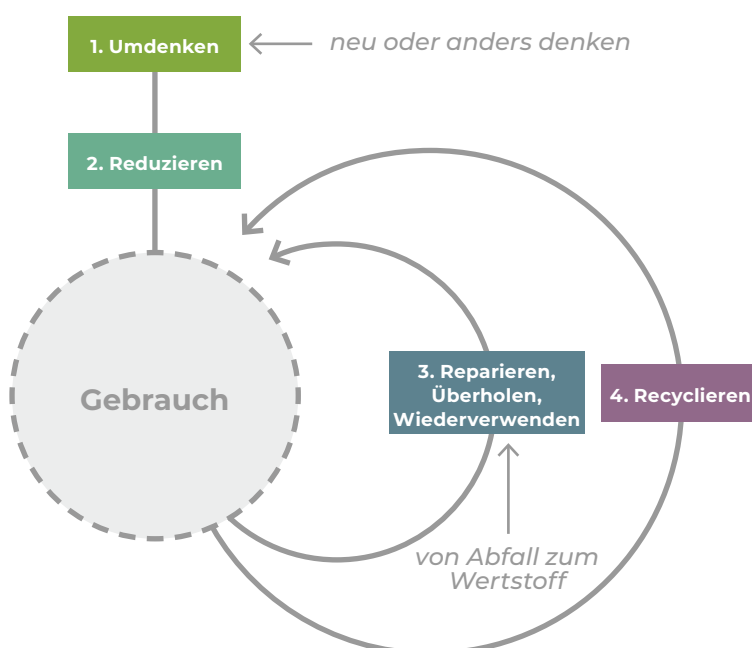 1. Umdenken
neu oder anders denken
2. Reduzieren
Gebrauch
3. Reparieren,
Überholen,
Wiederverwenden
4. Recyclieren
von Abfall zum
Wertstoff